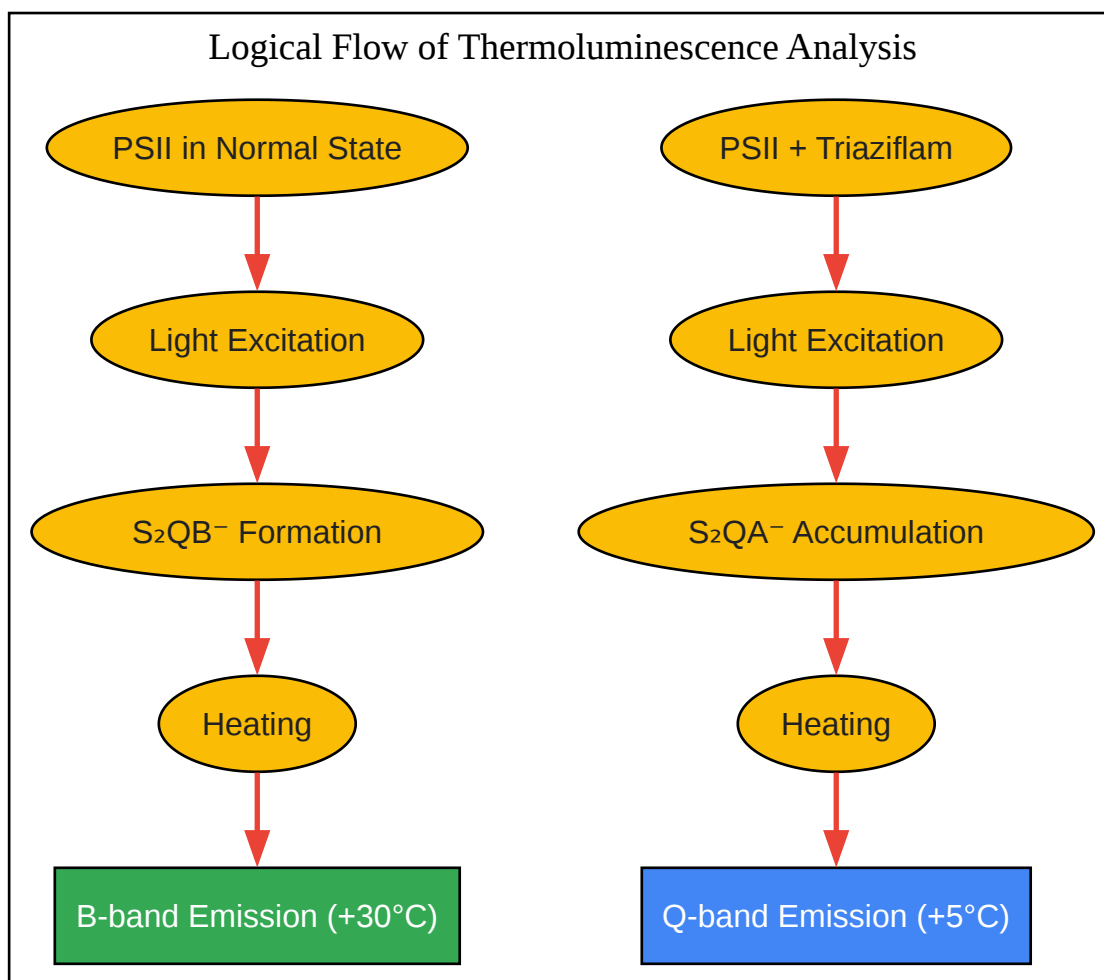 Logical Flow of Thermoluminescence Analysis
PSII in Normal State
Light Excitation
S₂QB⁻ Formation
Heating
B-band Emission (+30°C)
PSII + Triaziflam
Light Excitation
S₂QA⁻ Accumulation
Heating
Q-band Emission (+5°C)